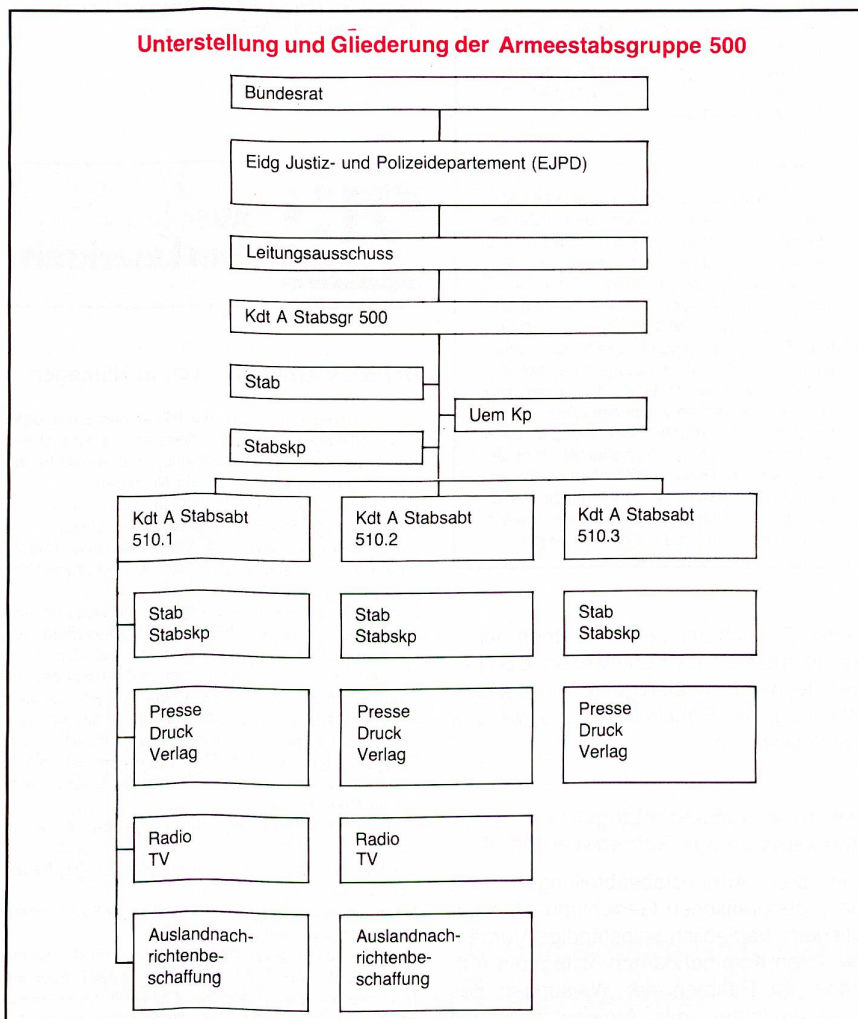 Unterstellung und Gliederung der Armeestabsgruppe 500
Bundesrat
Eidg Justiz- und Polizeidepartement (EJPD)
Leitungsausschuss
Kdt A Stabsgr 500
Stab
Uem Kp
Stabskp
Kdt A Stabsabt
510.1
Kdt A Stabsabt
510.2
Kdt A Stabsabt
510.3
Stab
Stabskp
Stab
Stabskp
Stab
Stabskp
Presse
Druck
Verlag
Presse
Druck
Verlag
Presse
Druck
Verlag
Radio
TV
Radio
TV
Auslandnach-
richtenbe-
schaffung
Auslandnach-
richtenbe-
schaffung